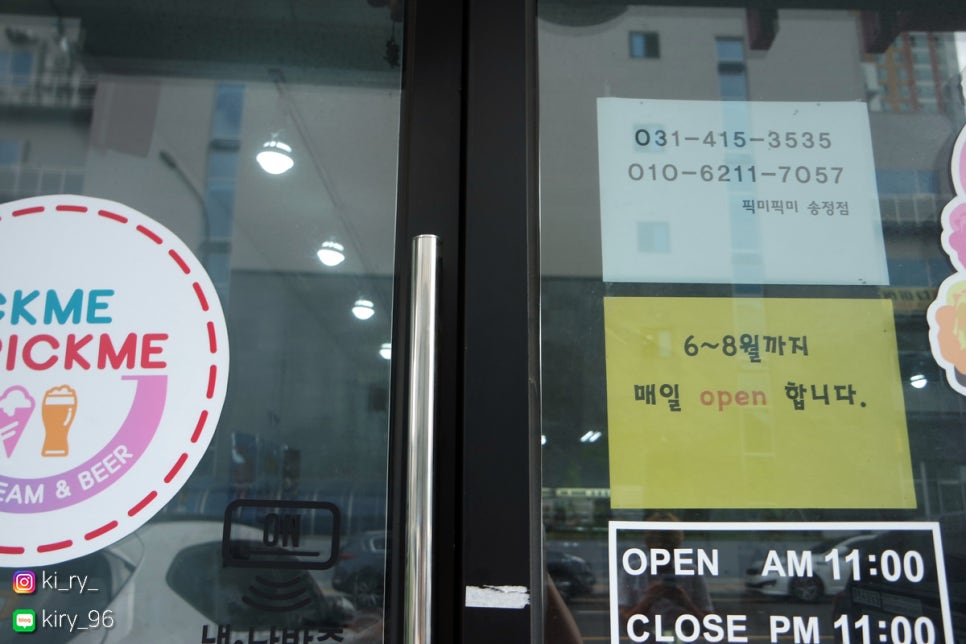 031-415-3535
010-6211-7057
픽미픽미 송정점
6~8월까지
매일 open 합니다.
OPEN AM 11:00
CLOSE PM 11:00
CKME
PICKME
EAM & BEER
ON
ki_ry_
kiry_96